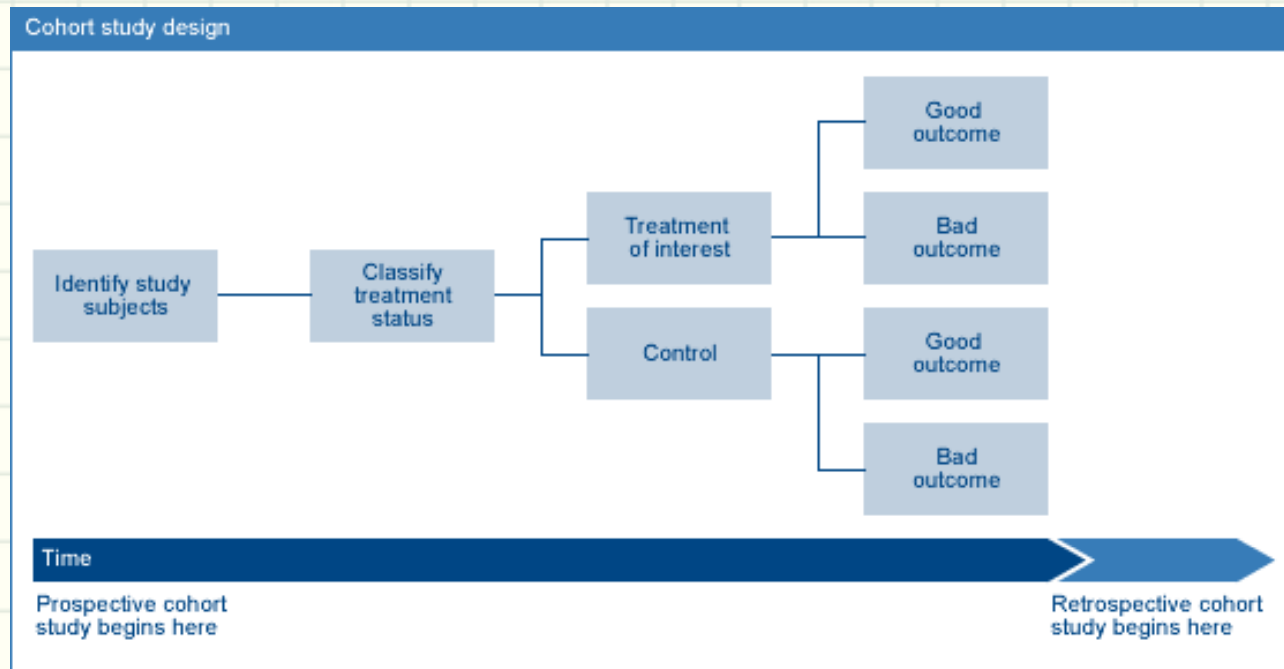 Cohort study design
Good
outcome
Treatment
of interest
Bad
outcome
Identify study
subjects
Classify
treatment
status
Control
Good
outcome
Bad
outcome
Time
Prospective cohort
study begins here
Retrospective cohort
study begins here